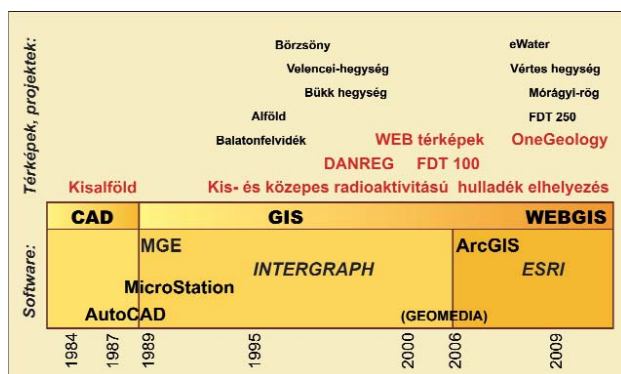 Térképek, projektek:
Börzsöny eWater
Velencei-hegység Vértes hegység
Bükk hegység Mórágyi-rög
Alföld FDT 250
Balatonfelvidék WEB térképek OneGeology
DANREG FDT 100
Kisalföld Kis- és közepes radioaktivitású hulladék elhelyezés
CAD GIS WEBGIS
Software:
MGE ArcGIS
INTERGRAPH ESRI
MicroStation
AutoCAD (GEOMEDIA)
1984 1987 1989 1995 2000 2006 2009